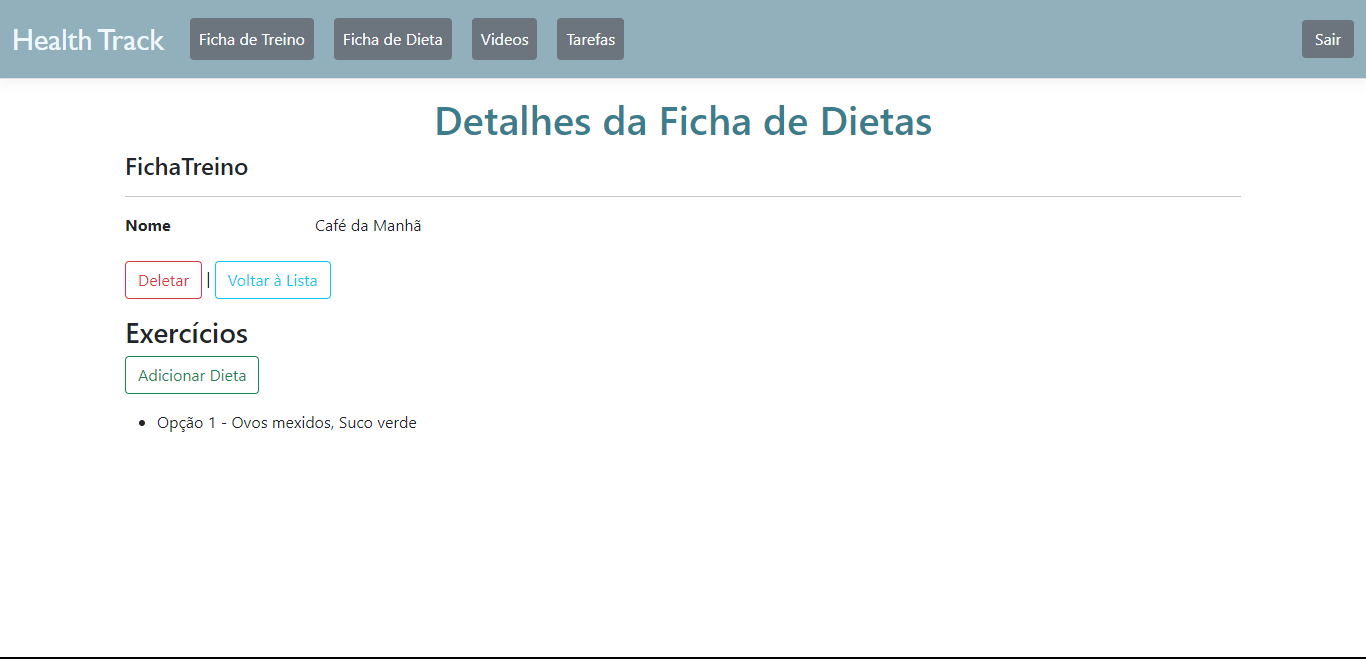 Health Track Ficha de Treino Ficha de Dieta Videos Tarefas Sair
Detalhes da Ficha de Dietas
FichaTreino
Nome Café da Manhã
Deletar | Voltar à Lista
Exercícios
Adicionar Dieta
• Opção 1 - Ovos mexidos, Suco verde